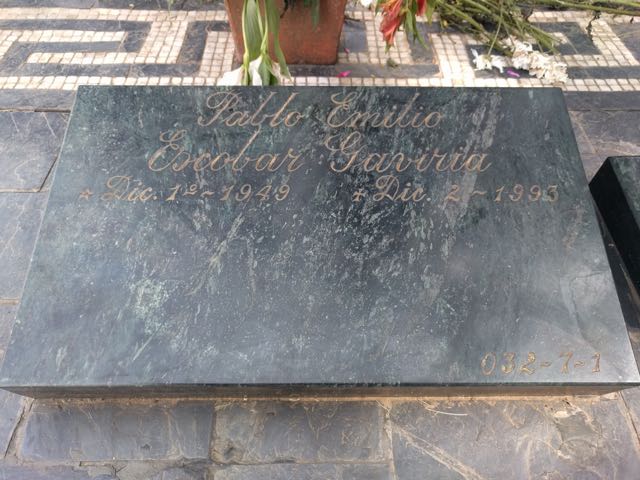 Pablo Emilio
Escobar Gaviria
★ Dic. 1º - 1949 ✝ Dic. 2 - 1993
032-7-1